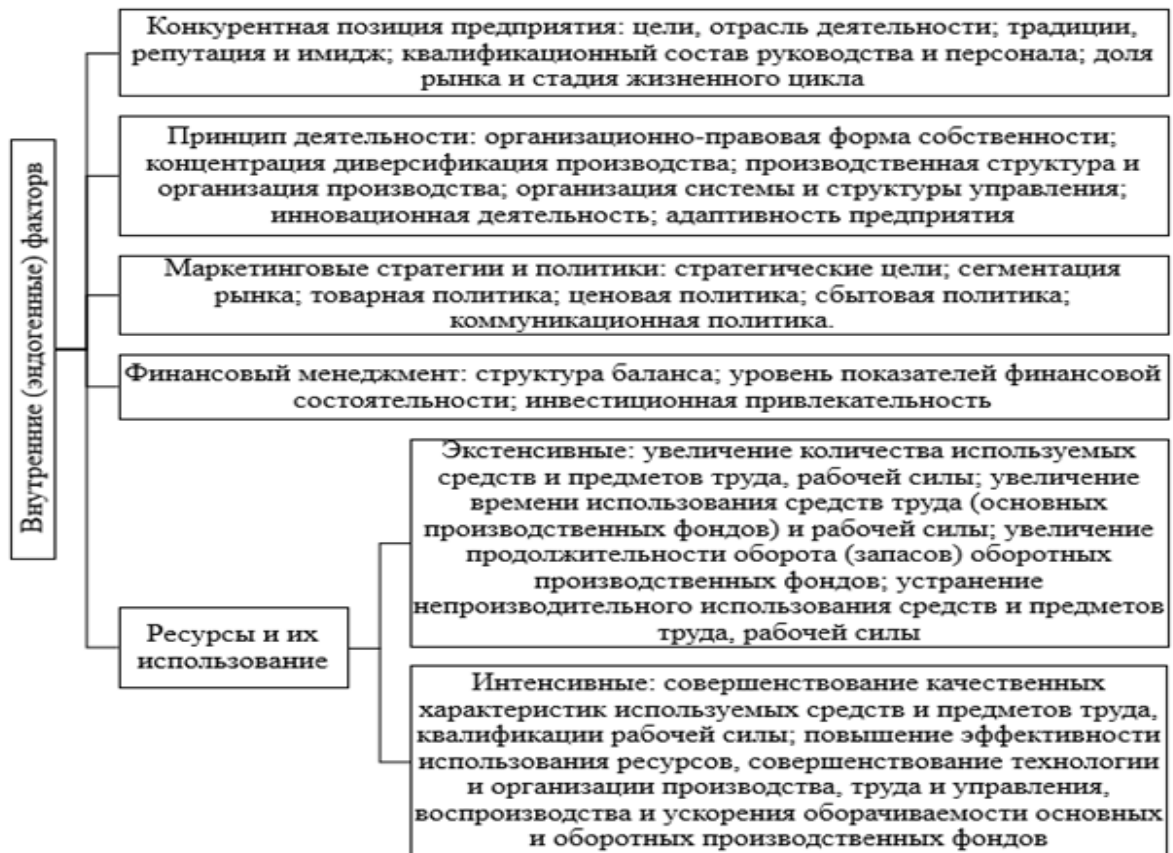 Внутренние (эндогенные) факторв
Конкурентная позиция предприятия: цели, отрасль деятельности; традиции,
репутация и имидж; квалификационный состав руководства и персонала; доля
рынка и стадия жизненного цикла
Принцип деятельности: организационно-правовая форма собственности;
концентрация диверсификация производства; производственная структура и
организация производства; организация системы и структуры управления;
инновационная деятельность; адаптивность предприятия
Маркетинговые стратегии и политики: стратегические цели; сегментация
рынка; товарная политика; ценовая политика; сбытовая политика;
коммуникационная политика.
Финансовый менеджмент: структура баланса; уровень показателей финансовой
состоятельности; инвестиционная привлекательность
Ресурсы и их
использование
Экстенсивные: увеличение количества используемых
средств и предметов труда, рабочей силы; увеличение
времени использования средств труда (основных
производственных фондов) и рабочей силы; увеличение
продолжительности оборота (запасов) оборотных
производственных фондов; устранение
непроизводительного использования средств и предметов
труда, рабочей силы
Интенсивные: совершенствование качественных
характеристик используемых средств и предметов труда,
квалификации рабочей силы; повышение эффективности
использования ресурсов, совершенствование технологии
и организации производства, труда и управления,
воспроизводства и ускорения оборачиваемости основных
и оборотных производственных фондов